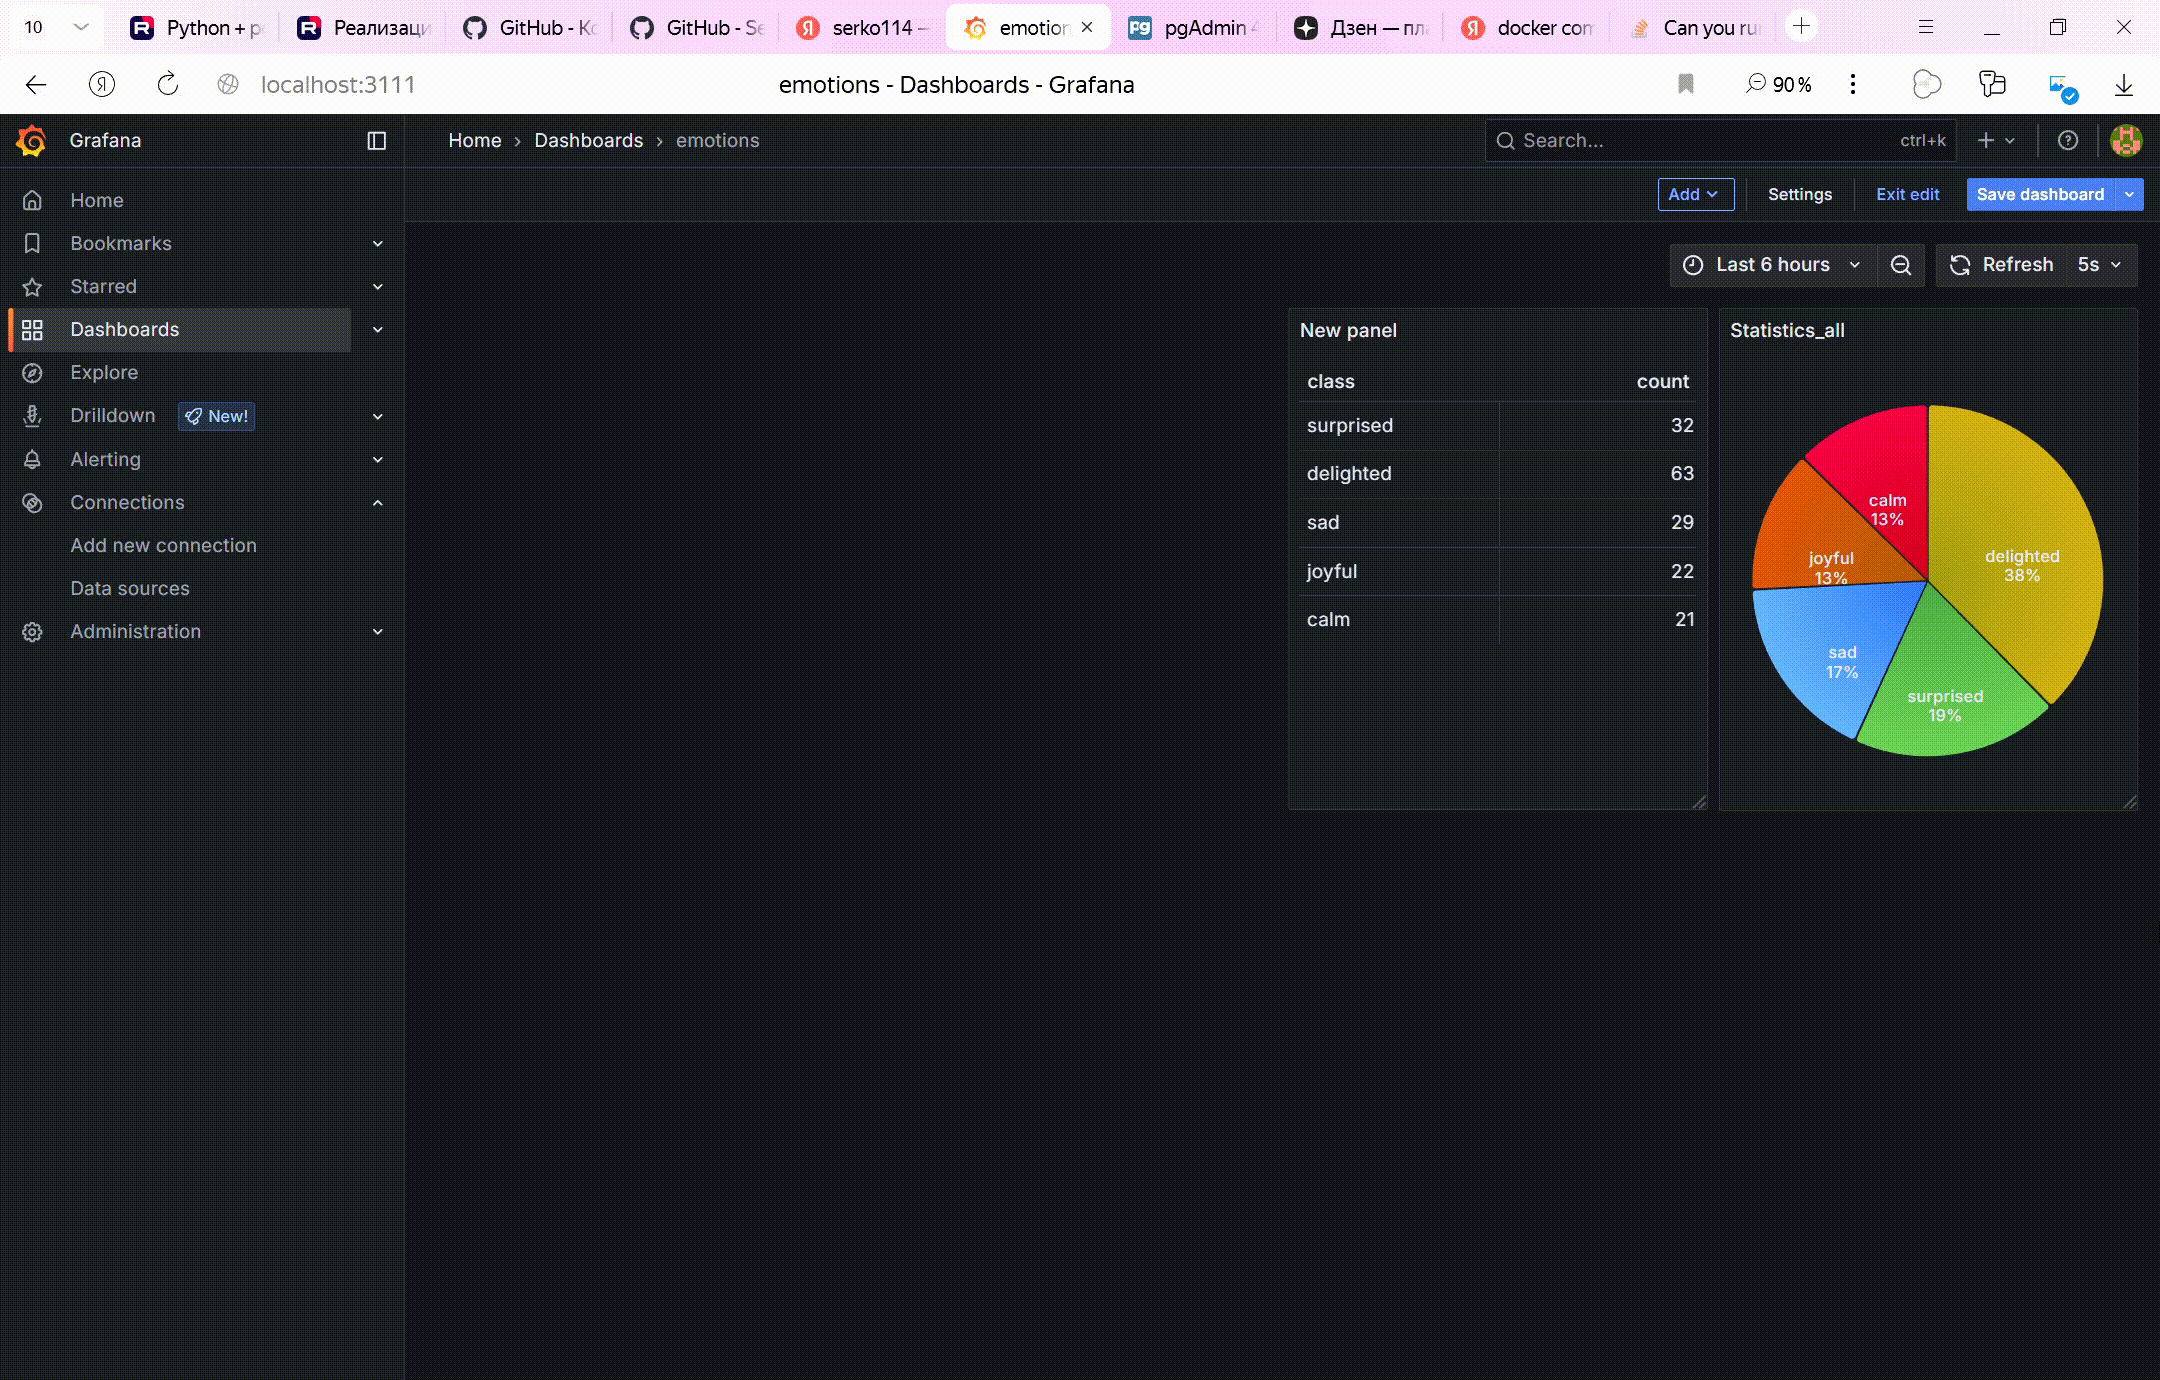 10
Python + p
Реализаци
GitHub - Ko
GitHub - Se
serko114 -
emotion
pgAdmin 4
Дзен — пла
docker com
Can you ru
localhost:3111
emotions - Dashboards - Grafana
90 %
Grafana
Home › Dashboards › emotions
Search...
ctrl+k
Add
Settings
Exit edit
Save dashboard
Home
Bookmarks
Starred
Dashboards
Explore
Drilldown New!
Alerting
Connections
Add new connection
Data sources
Administration
Last 6 hours
Refresh
5s
New panel
class count
surprised 32
delighted 63
sad 29
joyful 22
calm 21
Statistics_all
calm
13%
delighted
38%
joyful
13%
sad
17%
surprised
19%